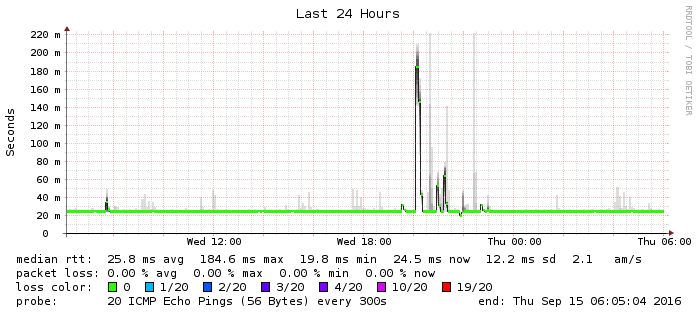 Last 24 Hours
RRDTOOL / TOBI OETIKER
Seconds
220 m
200 m
180 m
160 m
140 m
120 m
100 m
80 m
60 m
40 m
20 m
0
Wed 12:00 Wed 18:00 Thu 00:00 Thu 06:00
median rtt: 25.8 ms avg 184.6 ms max 19.8 ms min 24.5 ms now 12.2 ms sd 2.1 am/s
packet loss: 0.00 % avg 0.00 % max 0.00 % min 0.00 % now
loss color: 0 1/20 2/20 3/20 4/20 10/20 19/20
probe: 20 ICMP Echo Pings (56 Bytes) every 300s end: Thu Sep 15 06:05:04 2016